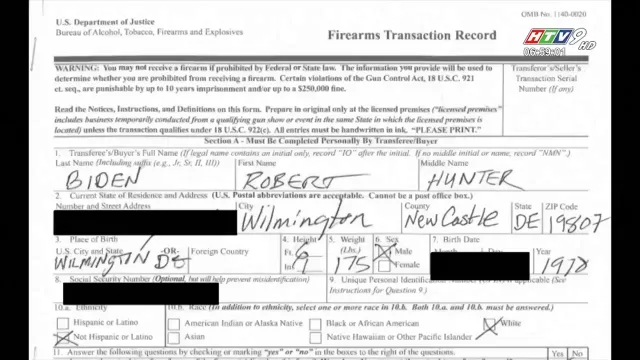 OMB No. 1140-0020
U.S. Department of Justice
Bureau of Alcohol, Tobacco, Firearms and Explosives
Firearms Transaction Record
HTV9 HD
06:59:01
WARNING: You may not receive a firearm if prohibited by Federal or State law. The information you provide will be used to
determine whether you are prohibited from receiving a firearm. Certain violations of the Gun Control Act, 18 U.S.C. 921
et. seq., are punishable by up to 10 years imprisonment and/or up to a $250,000 fine.
Transferor's/Seller's
Transaction Serial
Number (If any)
Read the Notices, Instructions, and Definitions on this form. Prepare in original only at the licensed premises ("licensed premises"
includes business temporarily conducted from a qualifying gun show or event in the same State in which the licensed premises is
located) unless the transaction qualifies under 18 U.S.C. 922(c). All entries must be handwritten in ink. "PLEASE PRINT."
Section A - Must Be Completed Personally By Transferee/Buyer
1. Transferee's/Buyer's Full Name (If legal name contains an initial only, record "IO" after the initial. If no middle initial or name, record "NMN".)
Last Name (Including suffix (e.g., Jr, Sr, II, III)) First Name Middle Name
BIDEN ROBERT HUNTER
2. Current State of Residence and Address (U.S. Postal abbreviations are acceptable. Cannot be a post office box.)
Number and Street Address City County State ZIP Code
Wilmington New Castle DE 19807
3. Place of Birth 4. Height 5. Weight 6. Sex 7. Birth Date
U.S. City and State -OR- Foreign Country Ft. (Lbs.) Male Year
WILMINGTON DE In 9 175 Female 1970
8. Social Security Number (Optional, but will help prevent misidentification) 9. Unique Personal Identification Number (UPIN) if applicable (See
Instructions for Question 9.)
10.a. Ethnicity 10.b. Race (In addition to ethnicity, select one or more race in 10.b. Both 10.a. and 10.b. must be answered.)
Hispanic or Latino American Indian or Alaska Native Black or African American White
Not Hispanic or Latino Asian Native Hawaiian or Other Pacific Islander
11. Answer the following questions by checking or marking "yes" or "no" in the boxes to the right of the questions. Yes No